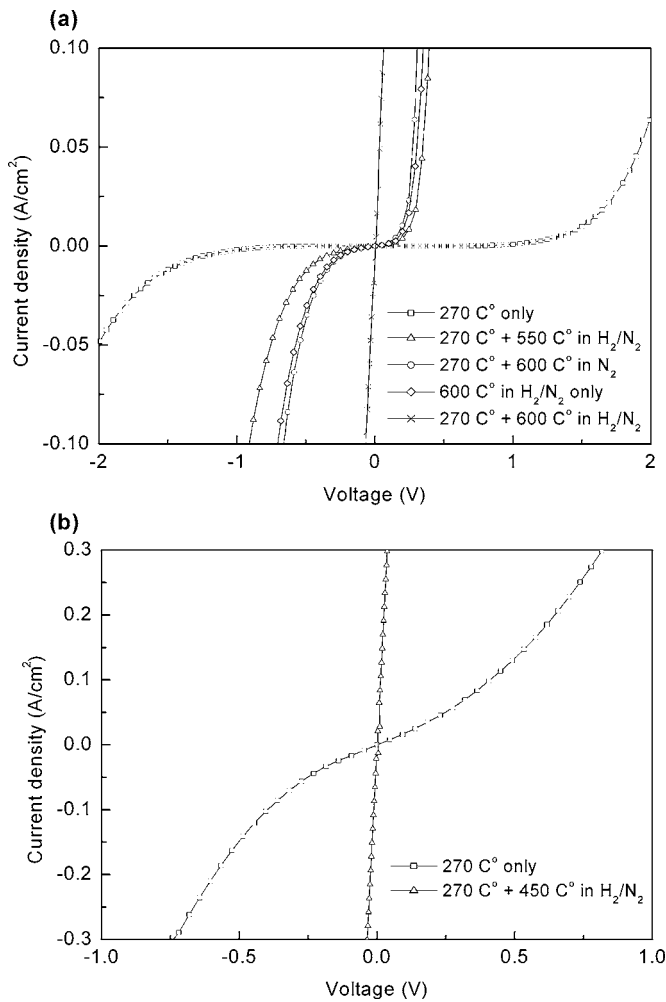 (a)
0.10
0.05
0.00
-0.05
-0.10
Current density (A/cm²)
270 C° only
270 C° + 550 C° in H₂/N₂
270 C° + 600 C° in N₂
600 C° in H₂/N₂ only
270 C° + 600 C° in H₂/N₂
-2 -1 0 1 2
Voltage (V)
(b)
0.3
0.2
0.1
0.0
-0.1
-0.2
-0.3
Current density (A/cm²)
270 C° only
270 C° + 450 C° in H₂/N₂
-1.0 -0.5 0.0 0.5 1.0
Voltage (V)